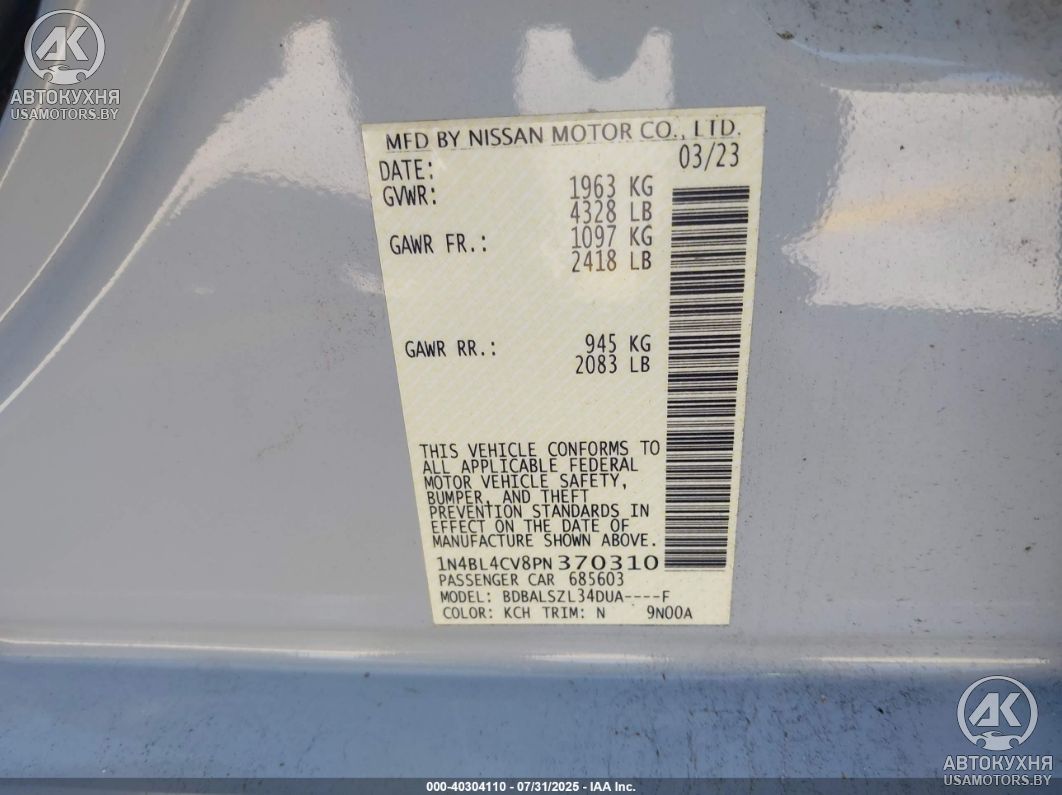 AK
АВТОКУХНЯ
USAMOTORS.BY
MFD BY NISSAN MOTOR CO., LTD.
DATE: 03/23
GVWR: 1963 KG
4328 LB
GAWR FR.: 1097 KG
2418 LB
GAWR RR.: 945 KG
2083 LB
THIS VEHICLE CONFORMS TO
ALL APPLICABLE FEDERAL
MOTOR VEHICLE SAFETY,
BUMPER, AND THEFT
PREVENTION STANDARDS IN
EFFECT ON THE DATE OF
MANUFACTURE SHOWN ABOVE.
1N4BL4CV8PN370310
PASSENGER CAR 685603
MODEL: BDBALSZL34DUA----F
COLOR: KCH TRIM: N 9N00A
AK
АВТОКУХНЯ
USAMOTORS.BY
000-40304110 - 07/31/2025 - IAA Inc.